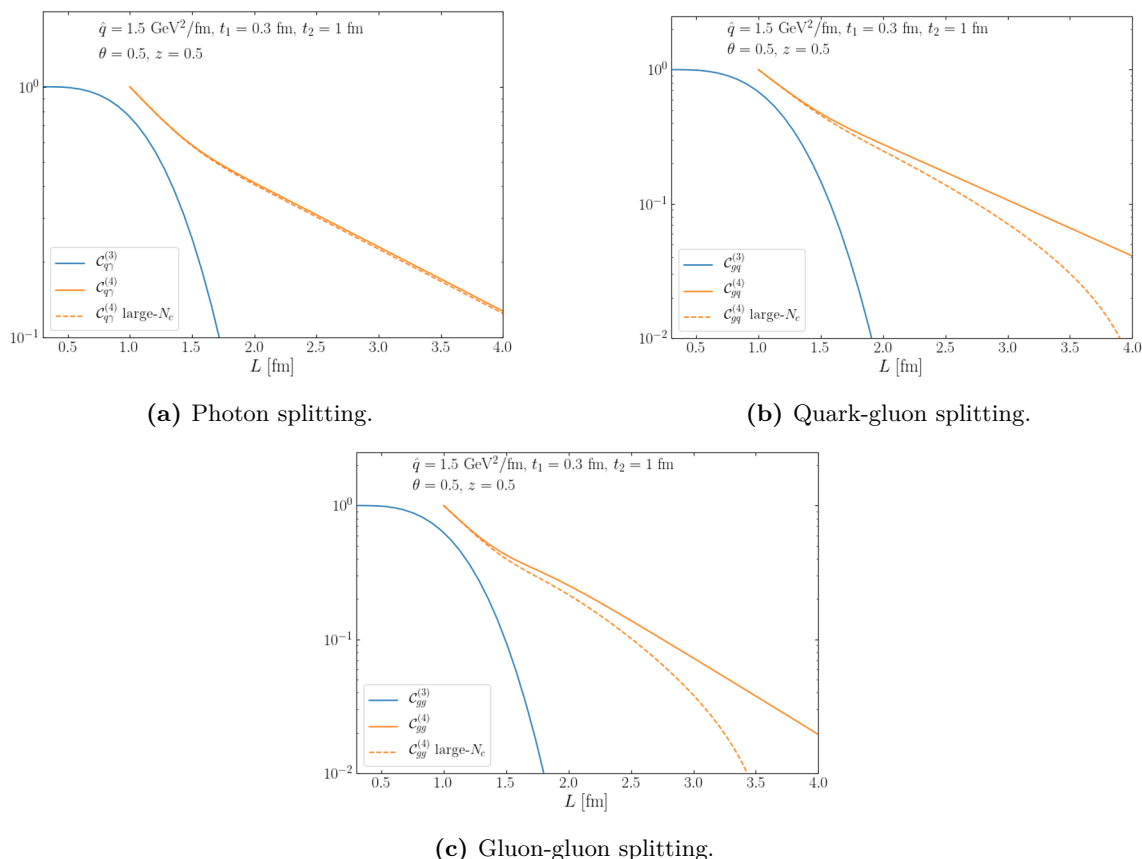 q̂ = 1.5 GeV²/fm, t₁ = 0.3 fm, t₂ = 1 fm
θ = 0.5, z = 0.5
10⁰
10⁻¹
C_{qγ}^{(3)}
C_{qγ}^{(4)}
C_{qγ}^{(4)} large-N_c
0.5 1.0 1.5 2.0 2.5 3.0 3.5 4.0
L [fm]
(a) Photon splitting.
q̂ = 1.5 GeV²/fm, t₁ = 0.3 fm, t₂ = 1 fm
θ = 0.5, z = 0.5
10⁰
10⁻¹
10⁻²
C_{gq}^{(3)}
C_{gq}^{(4)}
C_{gq}^{(4)} large-N_c
0.5 1.0 1.5 2.0 2.5 3.0 3.5 4.0
L [fm]
(b) Quark-gluon splitting.
q̂ = 1.5 GeV²/fm, t₁ = 0.3 fm, t₂ = 1 fm
θ = 0.5, z = 0.5
10⁰
10⁻¹
10⁻²
C_{gg}^{(3)}
C_{gg}^{(4)}
C_{gg}^{(4)} large-N_c
0.5 1.0 1.5 2.0 2.5 3.0 3.5 4.0
L [fm]
(c) Gluon-gluon splitting.